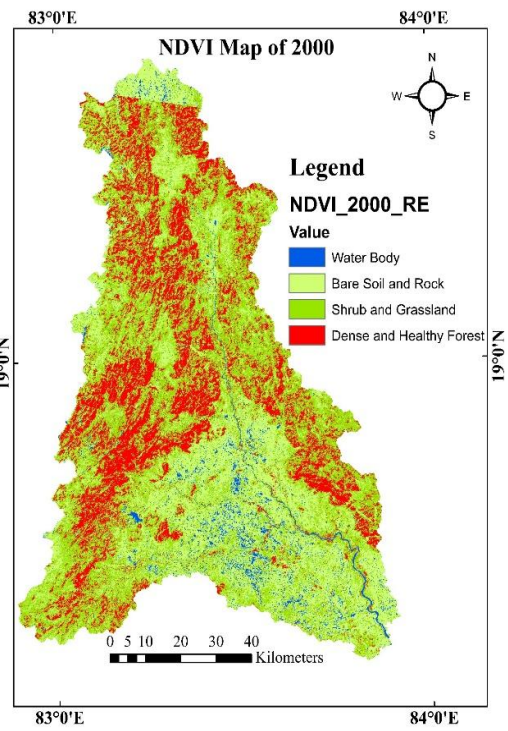 83°0'E 84°0'E
NDVI Map of 2000
N
W E
S
Legend
NDVI_2000_RE
Value
Water Body
Bare Soil and Rock
Shrub and Grassland
Dense and Healthy Forest
19°0'N 19°0'N
0 5 10 20 30 40
Kilometers
83°0'E 84°0'E